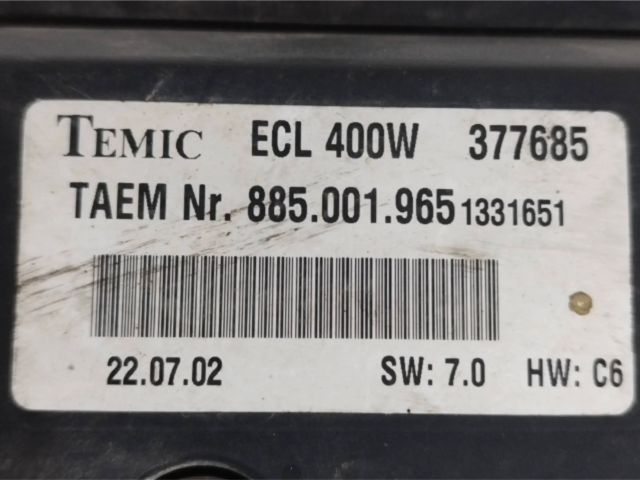 TEMIC ECL 400W 377685
TAEM Nr. 885.001.965 1331651
22.07.02 SW: 7.0 HW: C6